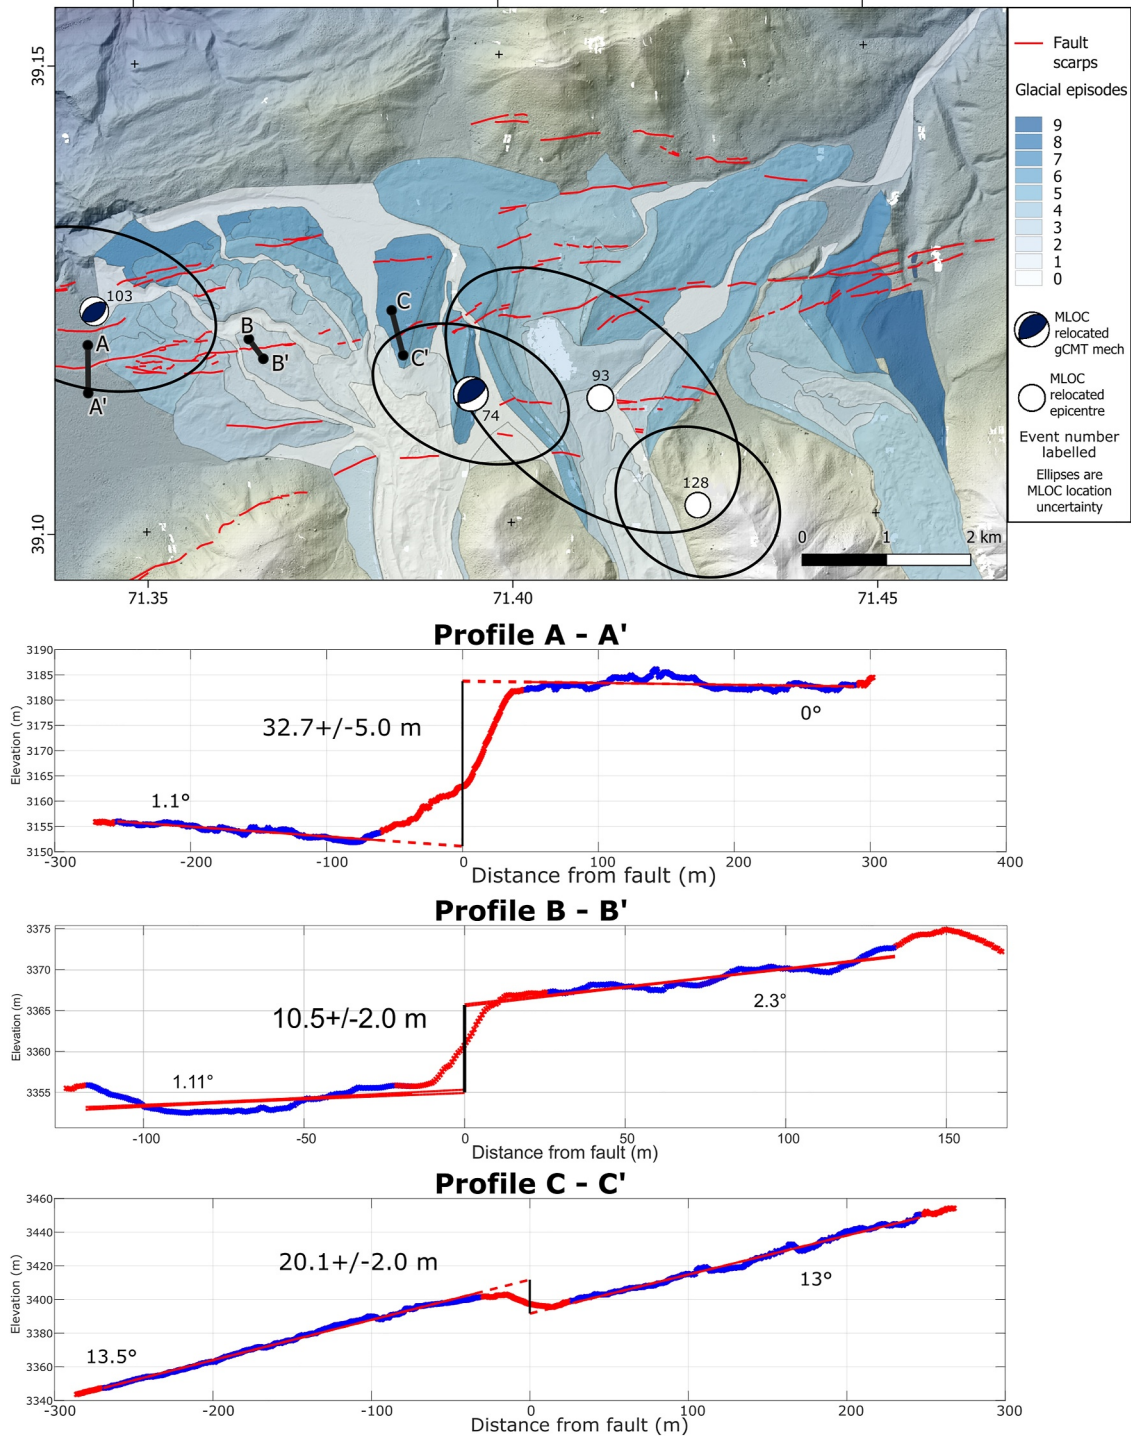 39.15
39.10
71.35
71.40
71.45
103
A
A'
B
B'
C
C'
74
93
128
0 1 2 km
Fault
scarps
Glacial episodes
9
8
7
6
5
4
3
2
1
0
MLOC
relocated
gCMT mech
MLOC
relocated
epicentre
Event number
labelled
Ellipses are
MLOC location
uncertainty
Profile A - A'
Elevation (m)
3190
3185
3180
3175
3170
3165
3160
3155
3150
32.7+/-5.0 m
0°
1.1°
-300 -200 -100 0 100 200 300 400
Distance from fault (m)
Profile B - B'
Elevation (m)
3375
3370
3365
3360
3355
10.5+/-2.0 m
2.3°
1.11°
-100 -50 0 50 100 150
Distance from fault (m)
Profile C - C'
Elevation (m)
3460
3440
3420
3400
3380
3360
3340
20.1+/-2.0 m
13°
13.5°
-300 -200 -100 0 100 200 300
Distance from fault (m)